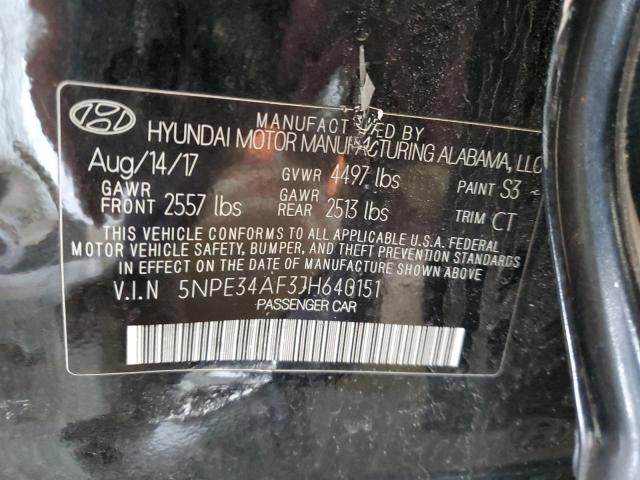 MANUFACTURED BY
HYUNDAI MOTOR MANUFACTURING ALABAMA, LLC
Aug/14/17 GVWR 4497 lbs PAINT S3
GAWR FRONT 2557 lbs GAWR REAR 2513 lbs TRIM CT
THIS VEHICLE CONFORMS TO ALL APPLICABLE U.S.A. FEDERAL
MOTOR VEHICLE SAFETY, BUMPER, AND THEFT PREVENTION STANDARDS
IN EFFECT ON THE DATE OF MANUFACTURE SHOWN ABOVE.
V.I.N 5NPE34AF3JH640151
PASSENGER CAR